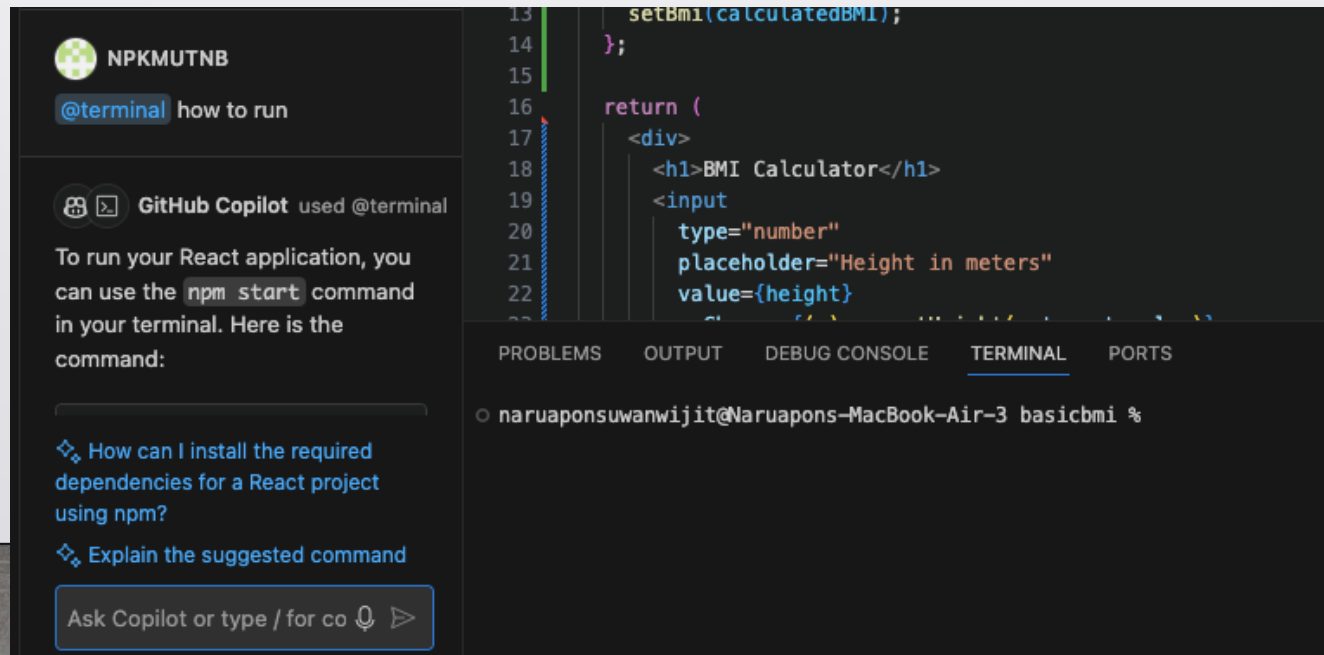 NPKMUTNB
@terminal how to run
GitHub Copilot used @terminal
To run your React application, you
can use the npm start command
in your terminal. Here is the
command:
How can I install the required
dependencies for a React project
using npm?
Explain the suggested command
Ask Copilot or type / for co
13 setBmi(calculatedBMI);
14 };
15
16 return (
17 <div>
18 <h1>BMI Calculator</h1>
19 <input
20 type="number"
21 placeholder="Height in meters"
22 value={height}
PROBLEMS OUTPUT DEBUG CONSOLE TERMINAL PORTS
naruaponsuwanwijit@Naruapons-MacBook-Air-3 basicbmi %